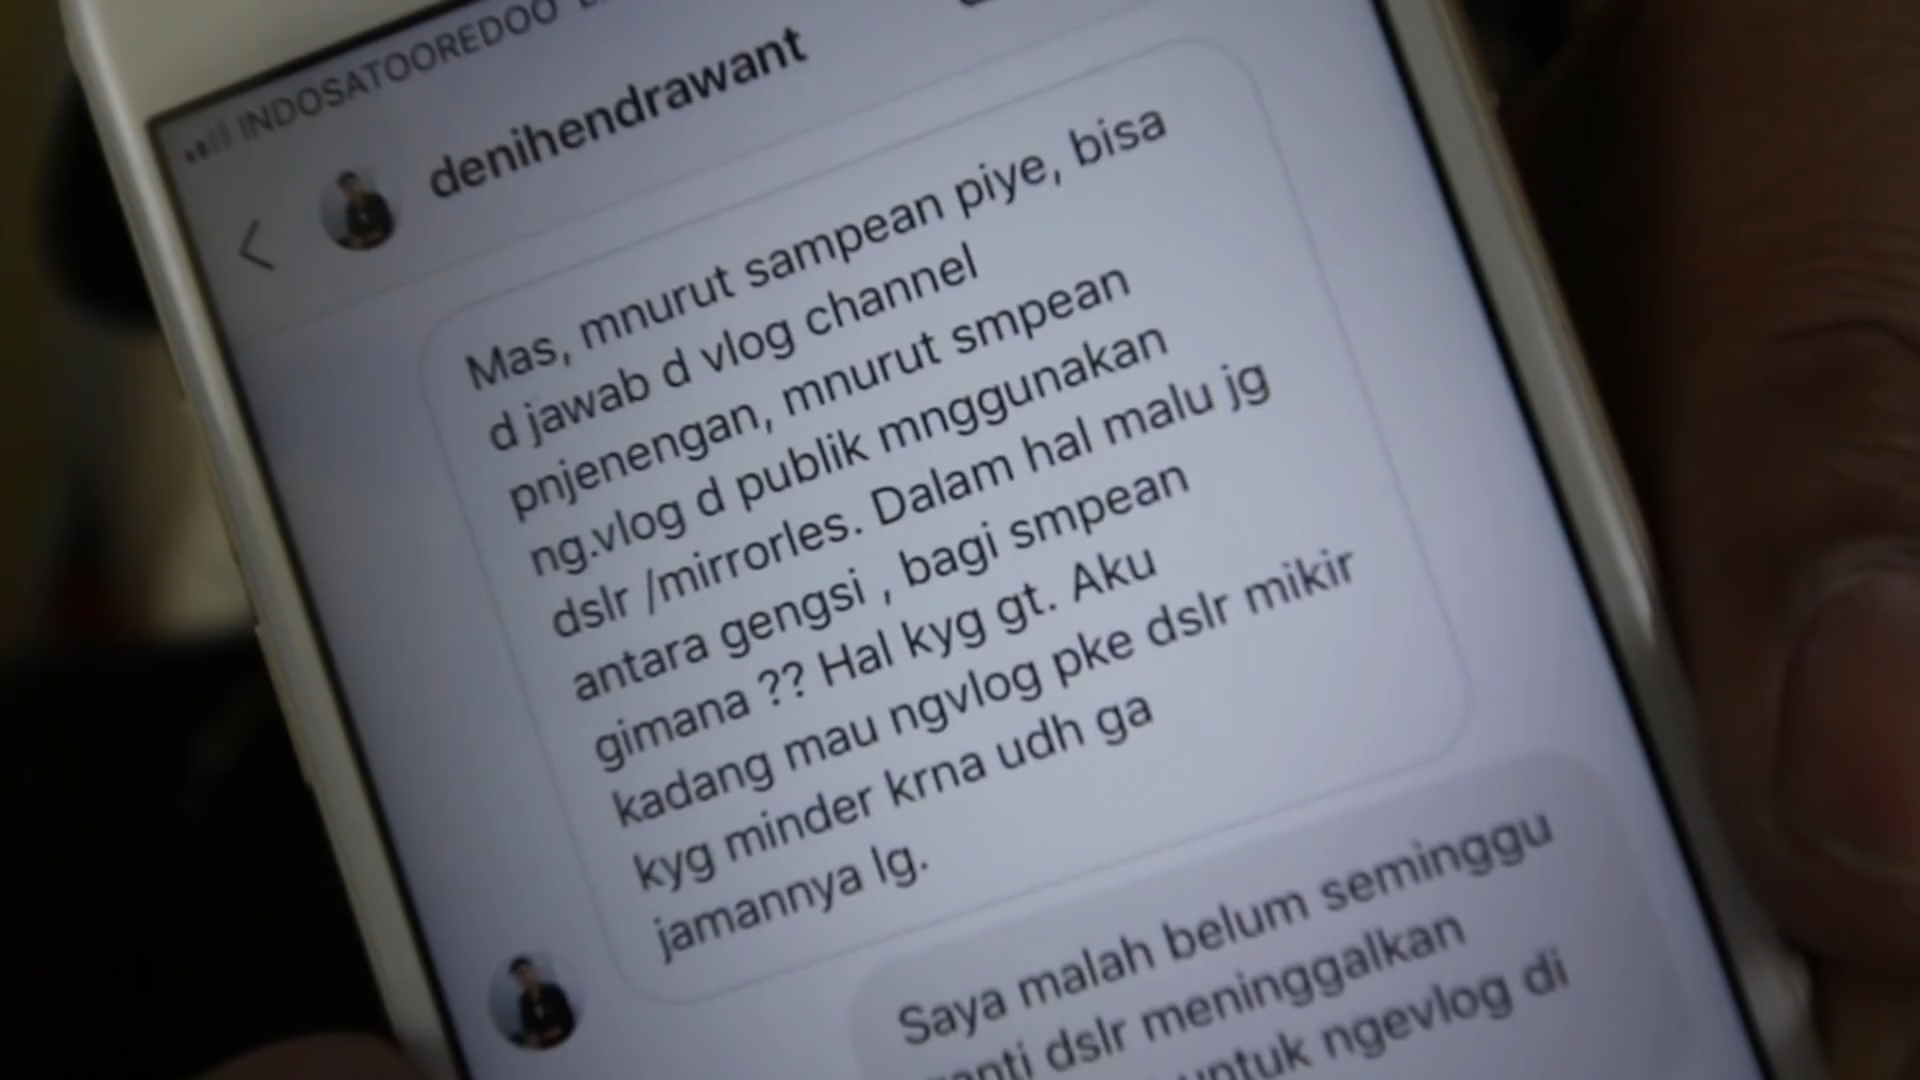 INDOSATOOREDOO
denihendrawant
Mas, mnurut sampean piye, bisa
d jawab d vlog channel
pnjenengan, mnurut smpean
ng.vlog d publik mnggunakan
dslr /mirrorles. Dalam hal malu jg
antara gengsi , bagi smpean
gimana ?? Hal kyg gt. Aku
kadang mau ngvlog pke dslr mikir
kyg minder krna udh ga
jamannya lg.
Saya malah belum seminggu
dslr meninggalkan
untuk ngevlog di